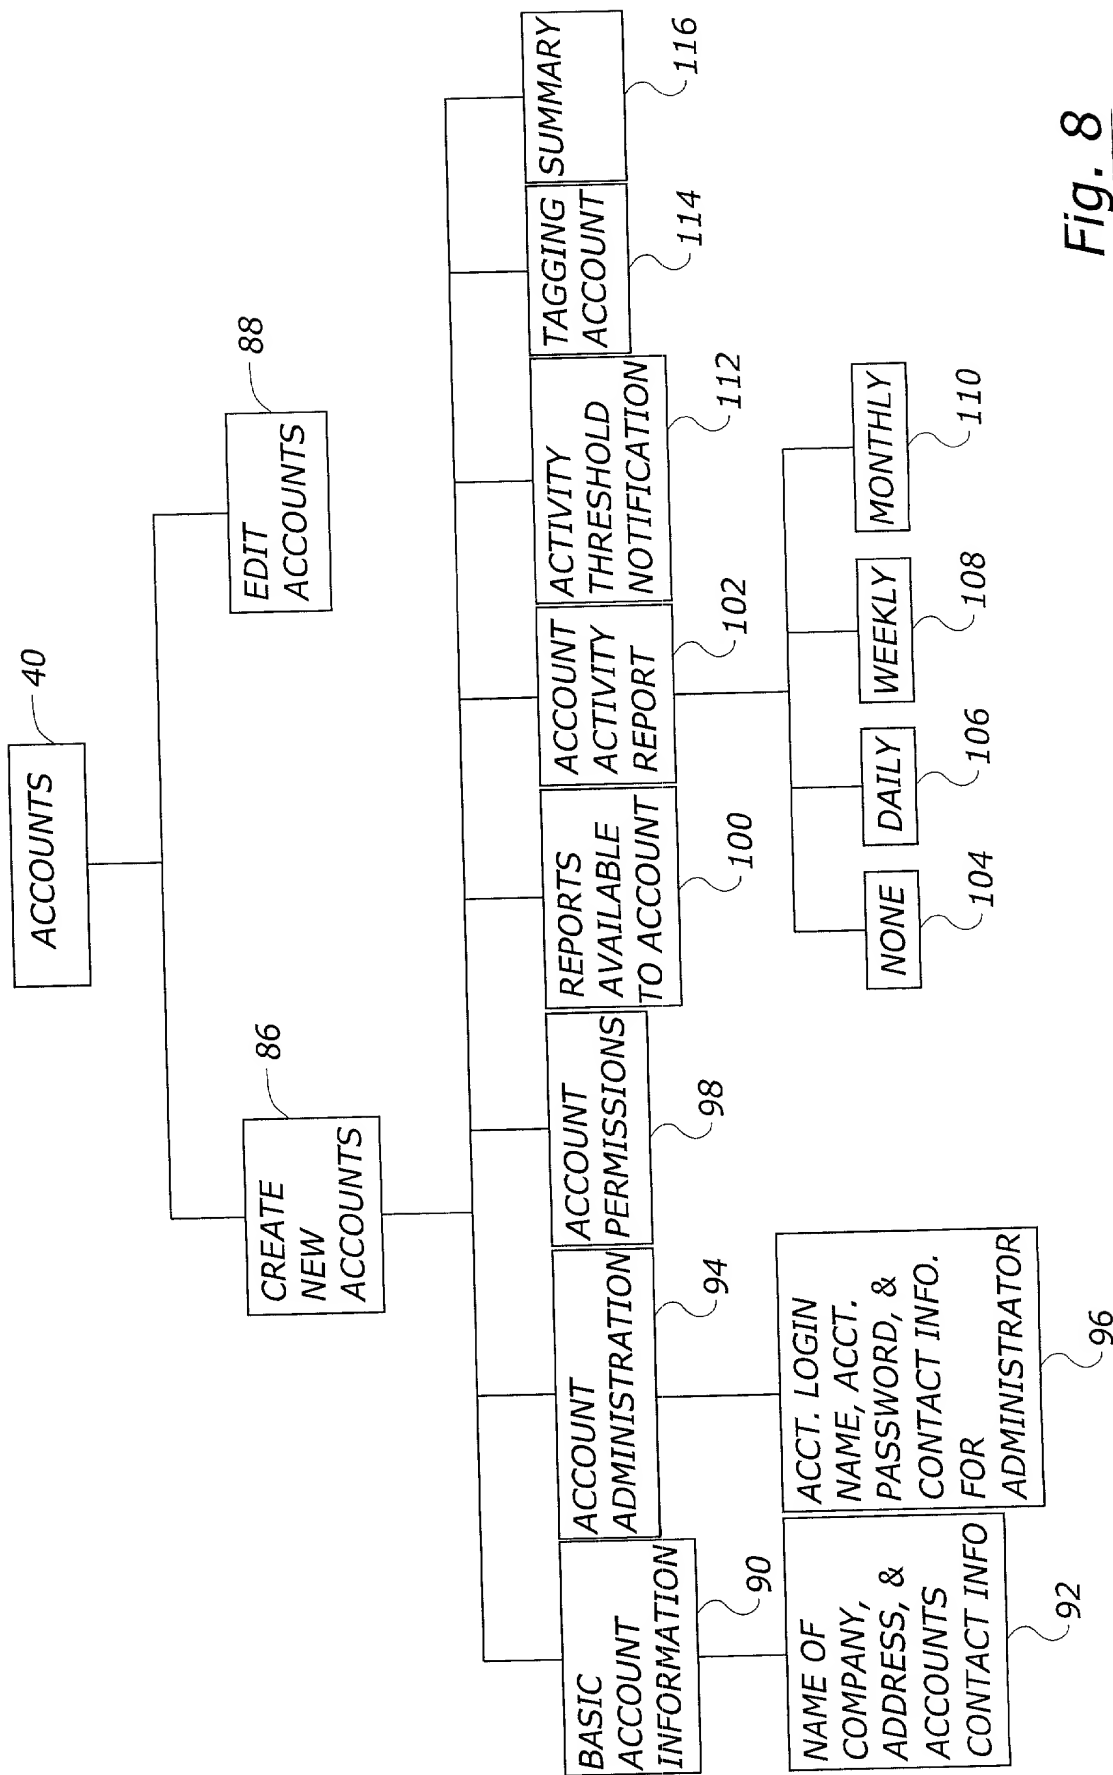 ACCOUNTS
40
CREATE
NEW
ACCOUNTS
86
EDIT
ACCOUNTS
88
BASIC
ACCOUNT
INFORMATION
90
ACCOUNT
ADMINISTRATION
94
ACCOUNT
PERMISSIONS
98
REPORTS
AVAILABLE
TO ACCOUNT
100
ACCOUNT
ACTIVITY
REPORT
102
ACTIVITY
THRESHOLD
NOTIFICATION
112
TAGGING
ACCOUNT
114
SUMMARY
116
NAME OF
COMPANY,
ADDRESS, &
ACCOUNTS
CONTACT INFO
92
ACCT. LOGIN
NAME, ACCT.
PASSWORD, &
CONTACT INFO.
FOR
ADMINISTRATOR
96
NONE
104
DAILY
106
WEEKLY
108
MONTHLY
110
Fig. 8